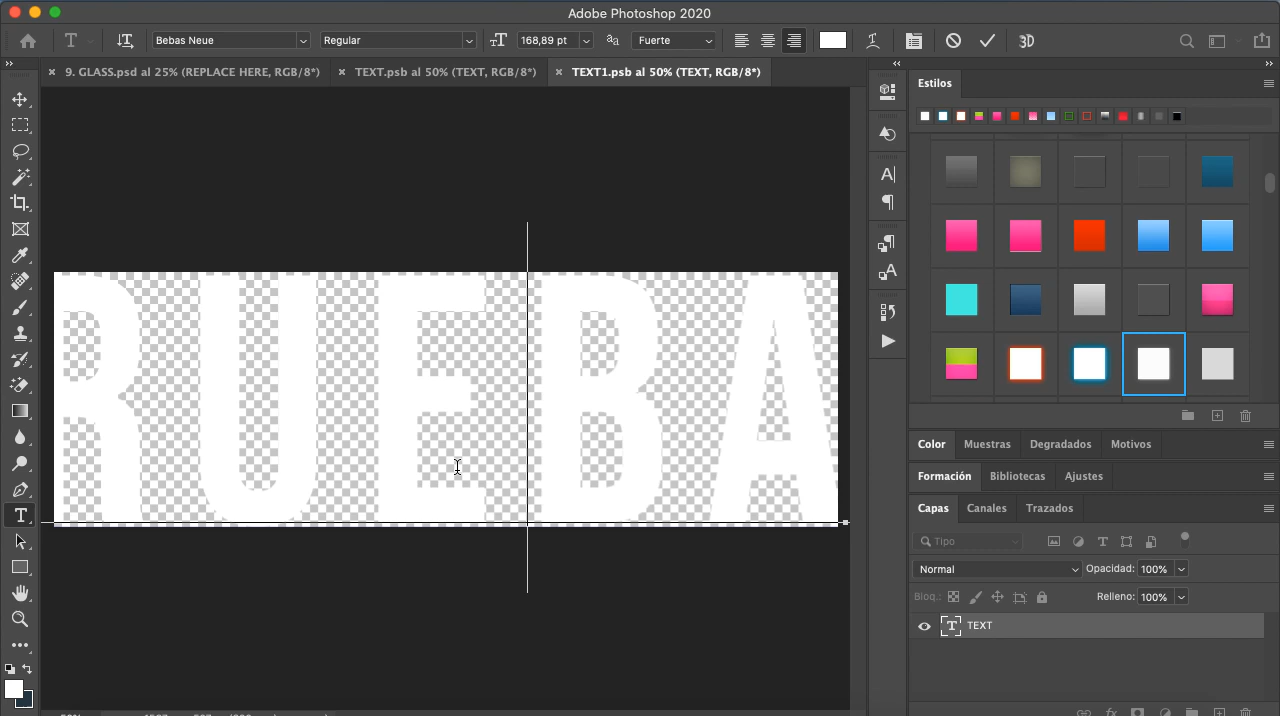 Adobe Photoshop 2020
Bebas Neue Regular 168,89 pt aa Fuerte 3D
9. GLASS.psd al 25% (REPLACE HERE, RGB/8*) TEXT.psb al 50% (TEXT, RGB/8*) TEXT1.psb al 50% (TEXT, RGB/8*)
Estilos
RUEBA
Color Muestras Degradados Motivos
Formación Bibliotecas Ajustes
Capas Canales Trazados
Tipo
Normal Opacidad: 100%
Bloq.: Relleno: 100%
TEXT